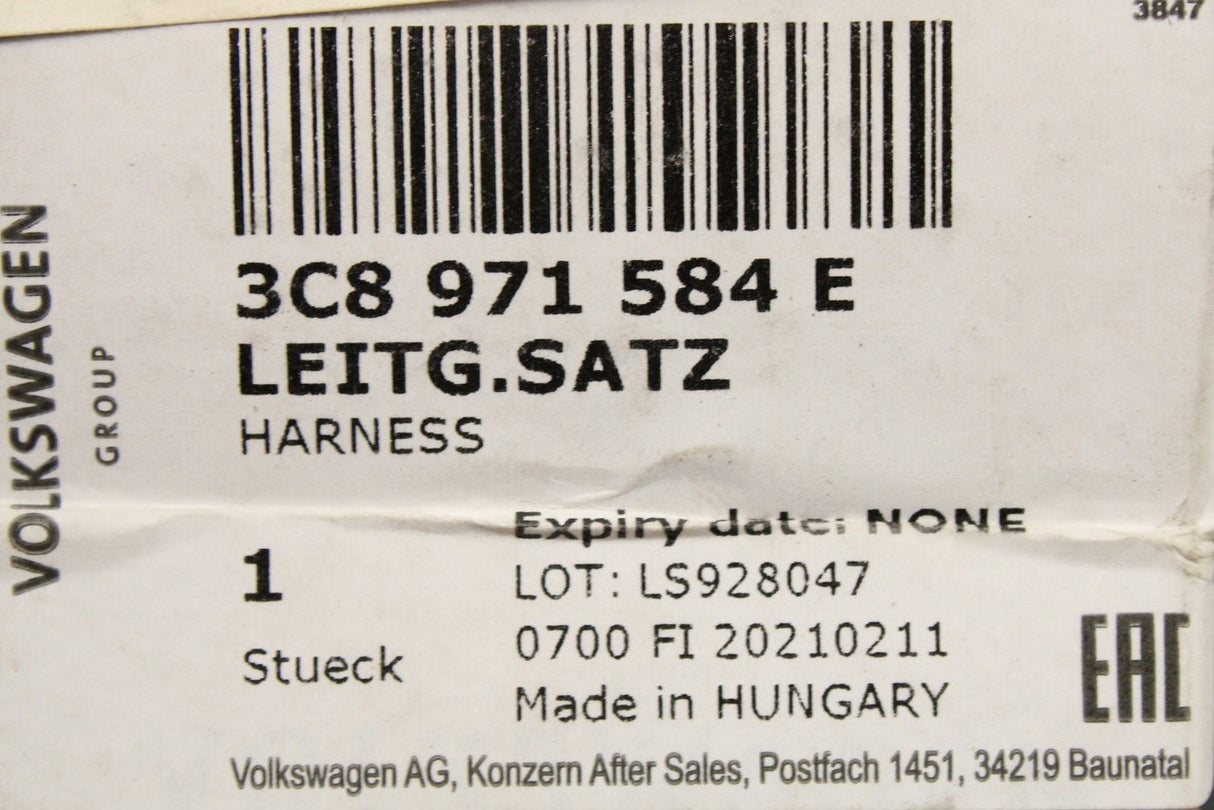 3847
VOLKSWAGEN
GROUP
3C8 971 584 E
LEITG.SATZ
HARNESS
1
Stueck
Expiry date: NONE
LOT: LS928047
0700 FI 20210211
Made in HUNGARY
EAC
Volkswagen AG, Konzern After Sales, Postfach 1451, 34219 Baunatal